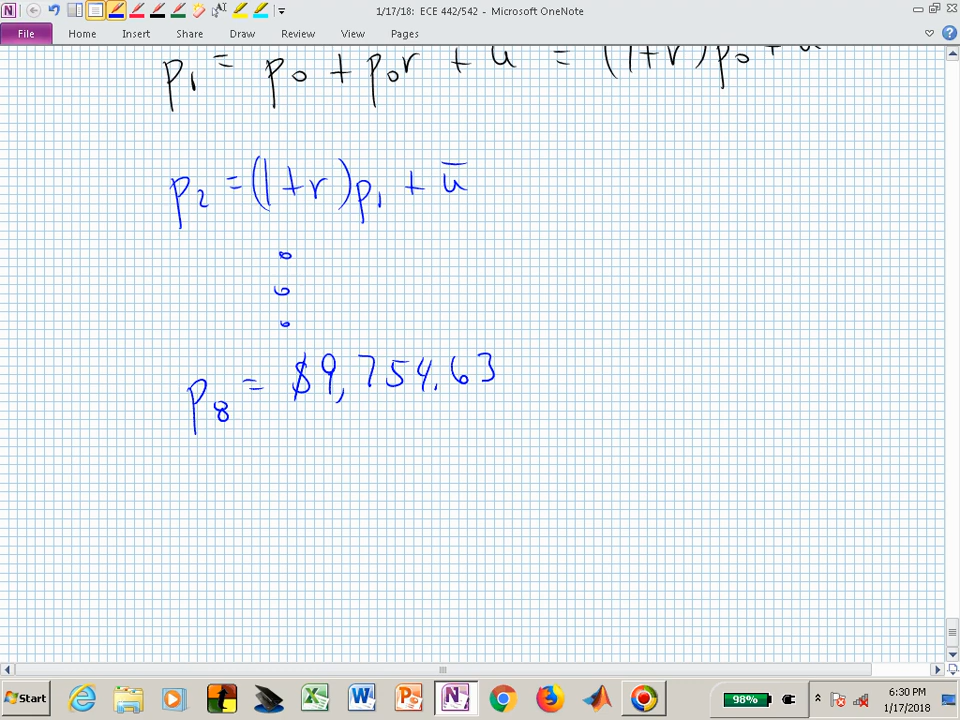 1/17/18: ECE 442/542 - Microsoft OneNote
File Home Insert Share Draw Review View Pages
p₁ = p₀ + p₀r + ū = (1+r)p₀ + u
p₂ = (1+r)p₁ + ū
p₈ = $9,754.63
Start 98% 6:30 PM
1/17/2018